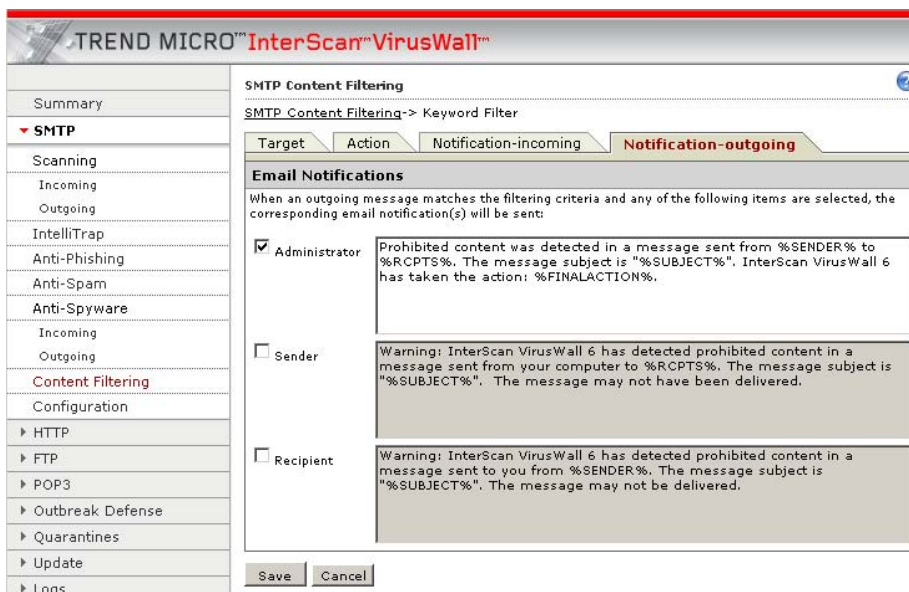 TREND MICRO™ InterScan™ VirusWall™
Summary
SMTP
Scanning
Incoming
Outgoing
IntelliTrap
Anti-Phishing
Anti-Spam
Anti-Spyware
Incoming
Outgoing
Content Filtering
Configuration
HTTP
FTP
POP3
Outbreak Defense
Quarantines
Update
Logs
SMTP Content Filtering
?
SMTP Content Filtering-> Keyword Filter
Target Action Notification-incoming Notification-outgoing
Email Notifications
When an outgoing message matches the filtering criteria and any of the following items are selected, the
corresponding email notification(s) will be sent:
Administrator
Prohibited content was detected in a message sent from %SENDER% to
%RCPTS%. The message subject is "%SUBJECT%". InterScan VirusWall 6
has taken the action: %FINALACTION%.
Sender
Warning: InterScan VirusWall 6 has detected prohibited content in a
message sent from your computer to %RCPTS%. The message subject is
"%SUBJECT%".  The message may not have been delivered.
Recipient
Warning: InterScan VirusWall 6 has detected prohibited content in a
message sent to you from %SENDER%. The message subject is
"%SUBJECT%". The message may not be delivered.
Save Cancel